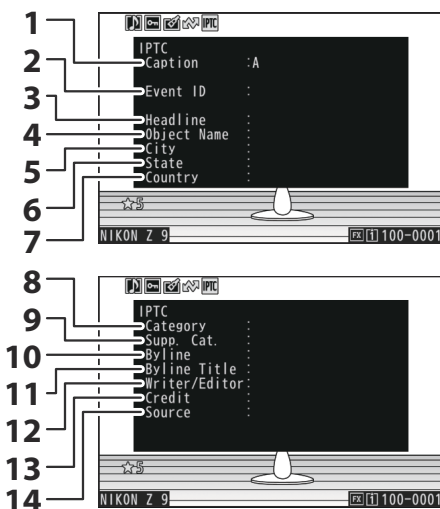 IPTC
IPTC
1 Caption :A
2 Event ID :
3 Headline :
4 Object Name :
5 City :
6 State :
7 Country :
5
NIKON Z 9 FX 1 100-0001
IPTC
IPTC
8 Category :
9 Supp. Cat. :
10 Byline :
11 Byline Title :
12 Writer/Editor:
13 Credit :
14 Source :
5
NIKON Z 9 FX 1 100-0001